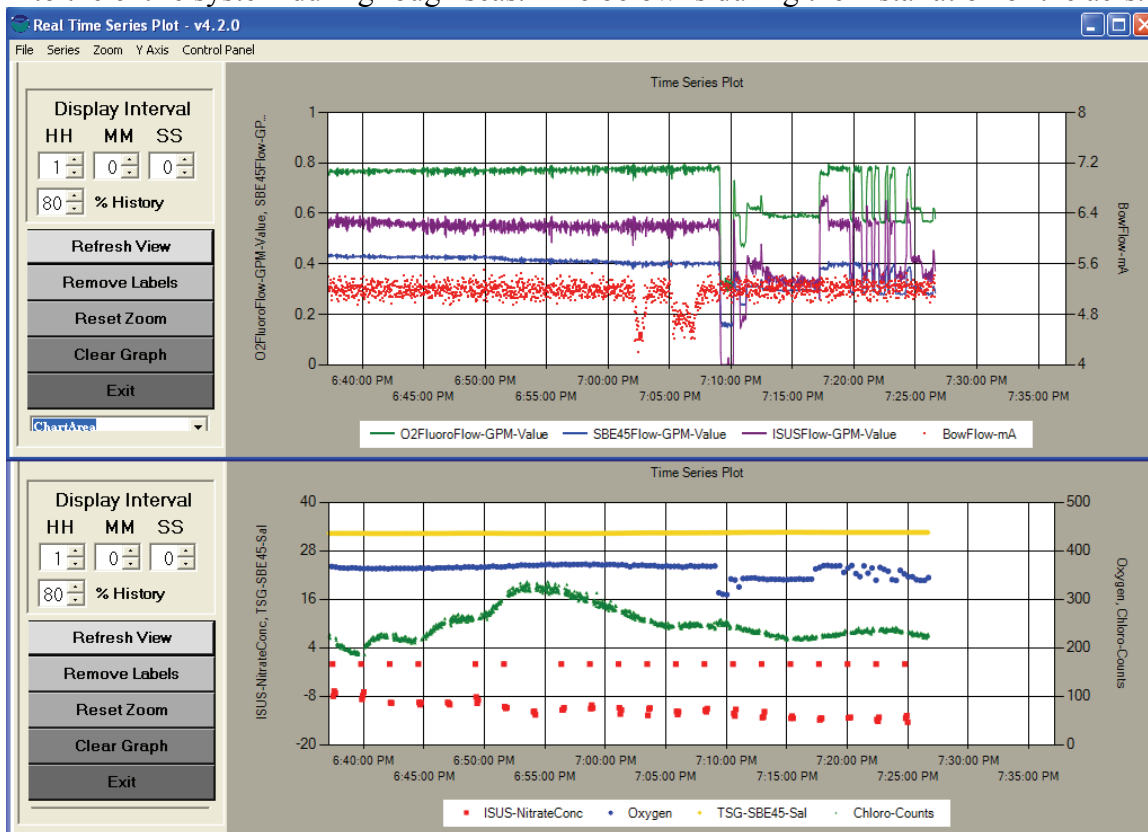 Real Time Series Plot - v4.2.0
File Series Zoom Y Axis Control Panel
Time Series Plot
Display Interval
HH MM SS
1 0 0
80 % History
Refresh View
Remove Labels
Reset Zoom
Clear Graph
Exit
ChartArea
O2FluoroFlow-GPM-Value, SBE45Flow-GP...
1
0.8
0.6
0.4
0.2
0
8
7.2
6.4
5.6
4.8
4
BowFlow-mA
6:40:00 PM 6:50:00 PM 7:00:00 PM 7:10:00 PM 7:20:00 PM 7:30:00 PM
6:45:00 PM 6:55:00 PM 7:05:00 PM 7:15:00 PM 7:25:00 PM 7:35:00 PM
O2FluoroFlow-GPM-Value SBE45Flow-GPM-Value ISUSFlow-GPM-Value BowFlow-mA
Time Series Plot
Display Interval
HH MM SS
1 0 0
80 % History
Refresh View
Remove Labels
Reset Zoom
Clear Graph
Exit
ISUS-NitrateConc, TSG-SBE45-Sal
40
28
16
4
-8
-20
500
400
300
200
100
0
Oxygen, Chloro-Counts
6:40:00 PM 6:50:00 PM 7:00:00 PM 7:10:00 PM 7:20:00 PM 7:30:00 PM
6:45:00 PM 6:55:00 PM 7:05:00 PM 7:15:00 PM 7:25:00 PM 7:35:00 PM
ISUS-NitrateConc Oxygen TSG-SBE45-Sal Chloro-Counts